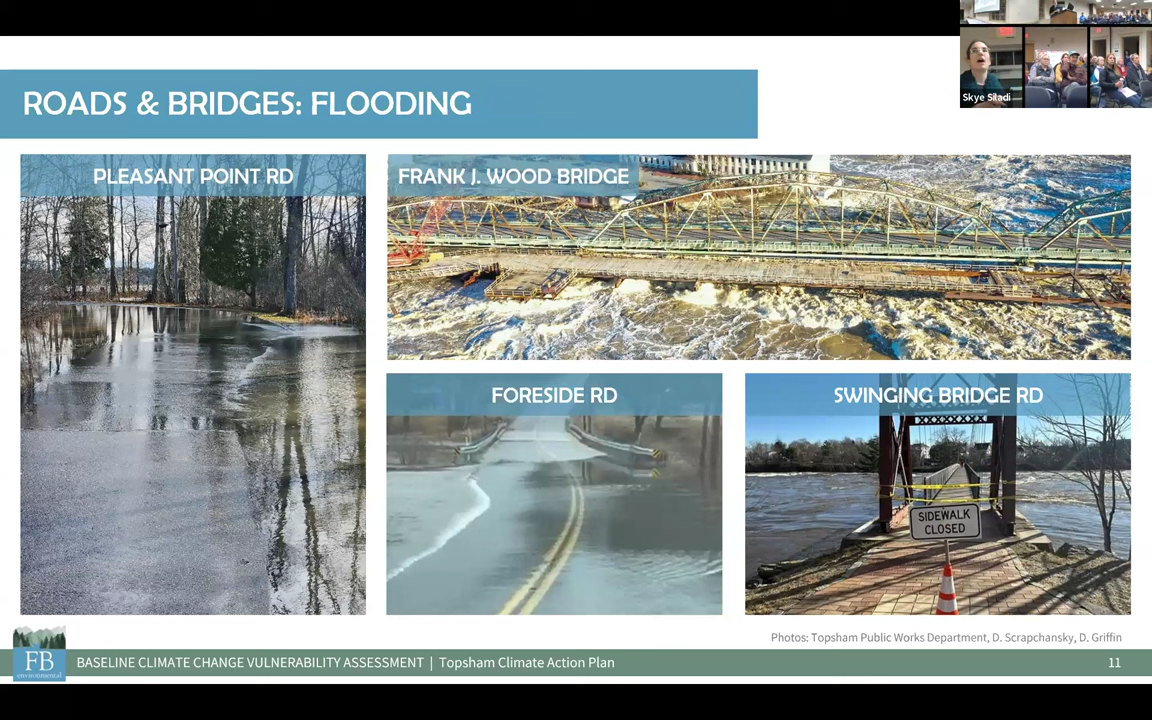 Skye Siladi
ROADS & BRIDGES: FLOODING
PLEASANT POINT RD
FRANK J. WOOD BRIDGE
FORESIDE RD
SWINGING BRIDGE RD
SIDEWALK
CLOSED
Photos: Topsham Public Works Department, D. Scrapchansky, D. Griffin
FB
environmental
BASELINE CLIMATE CHANGE VULNERABILITY ASSESSMENT | Topsham Climate Action Plan
11